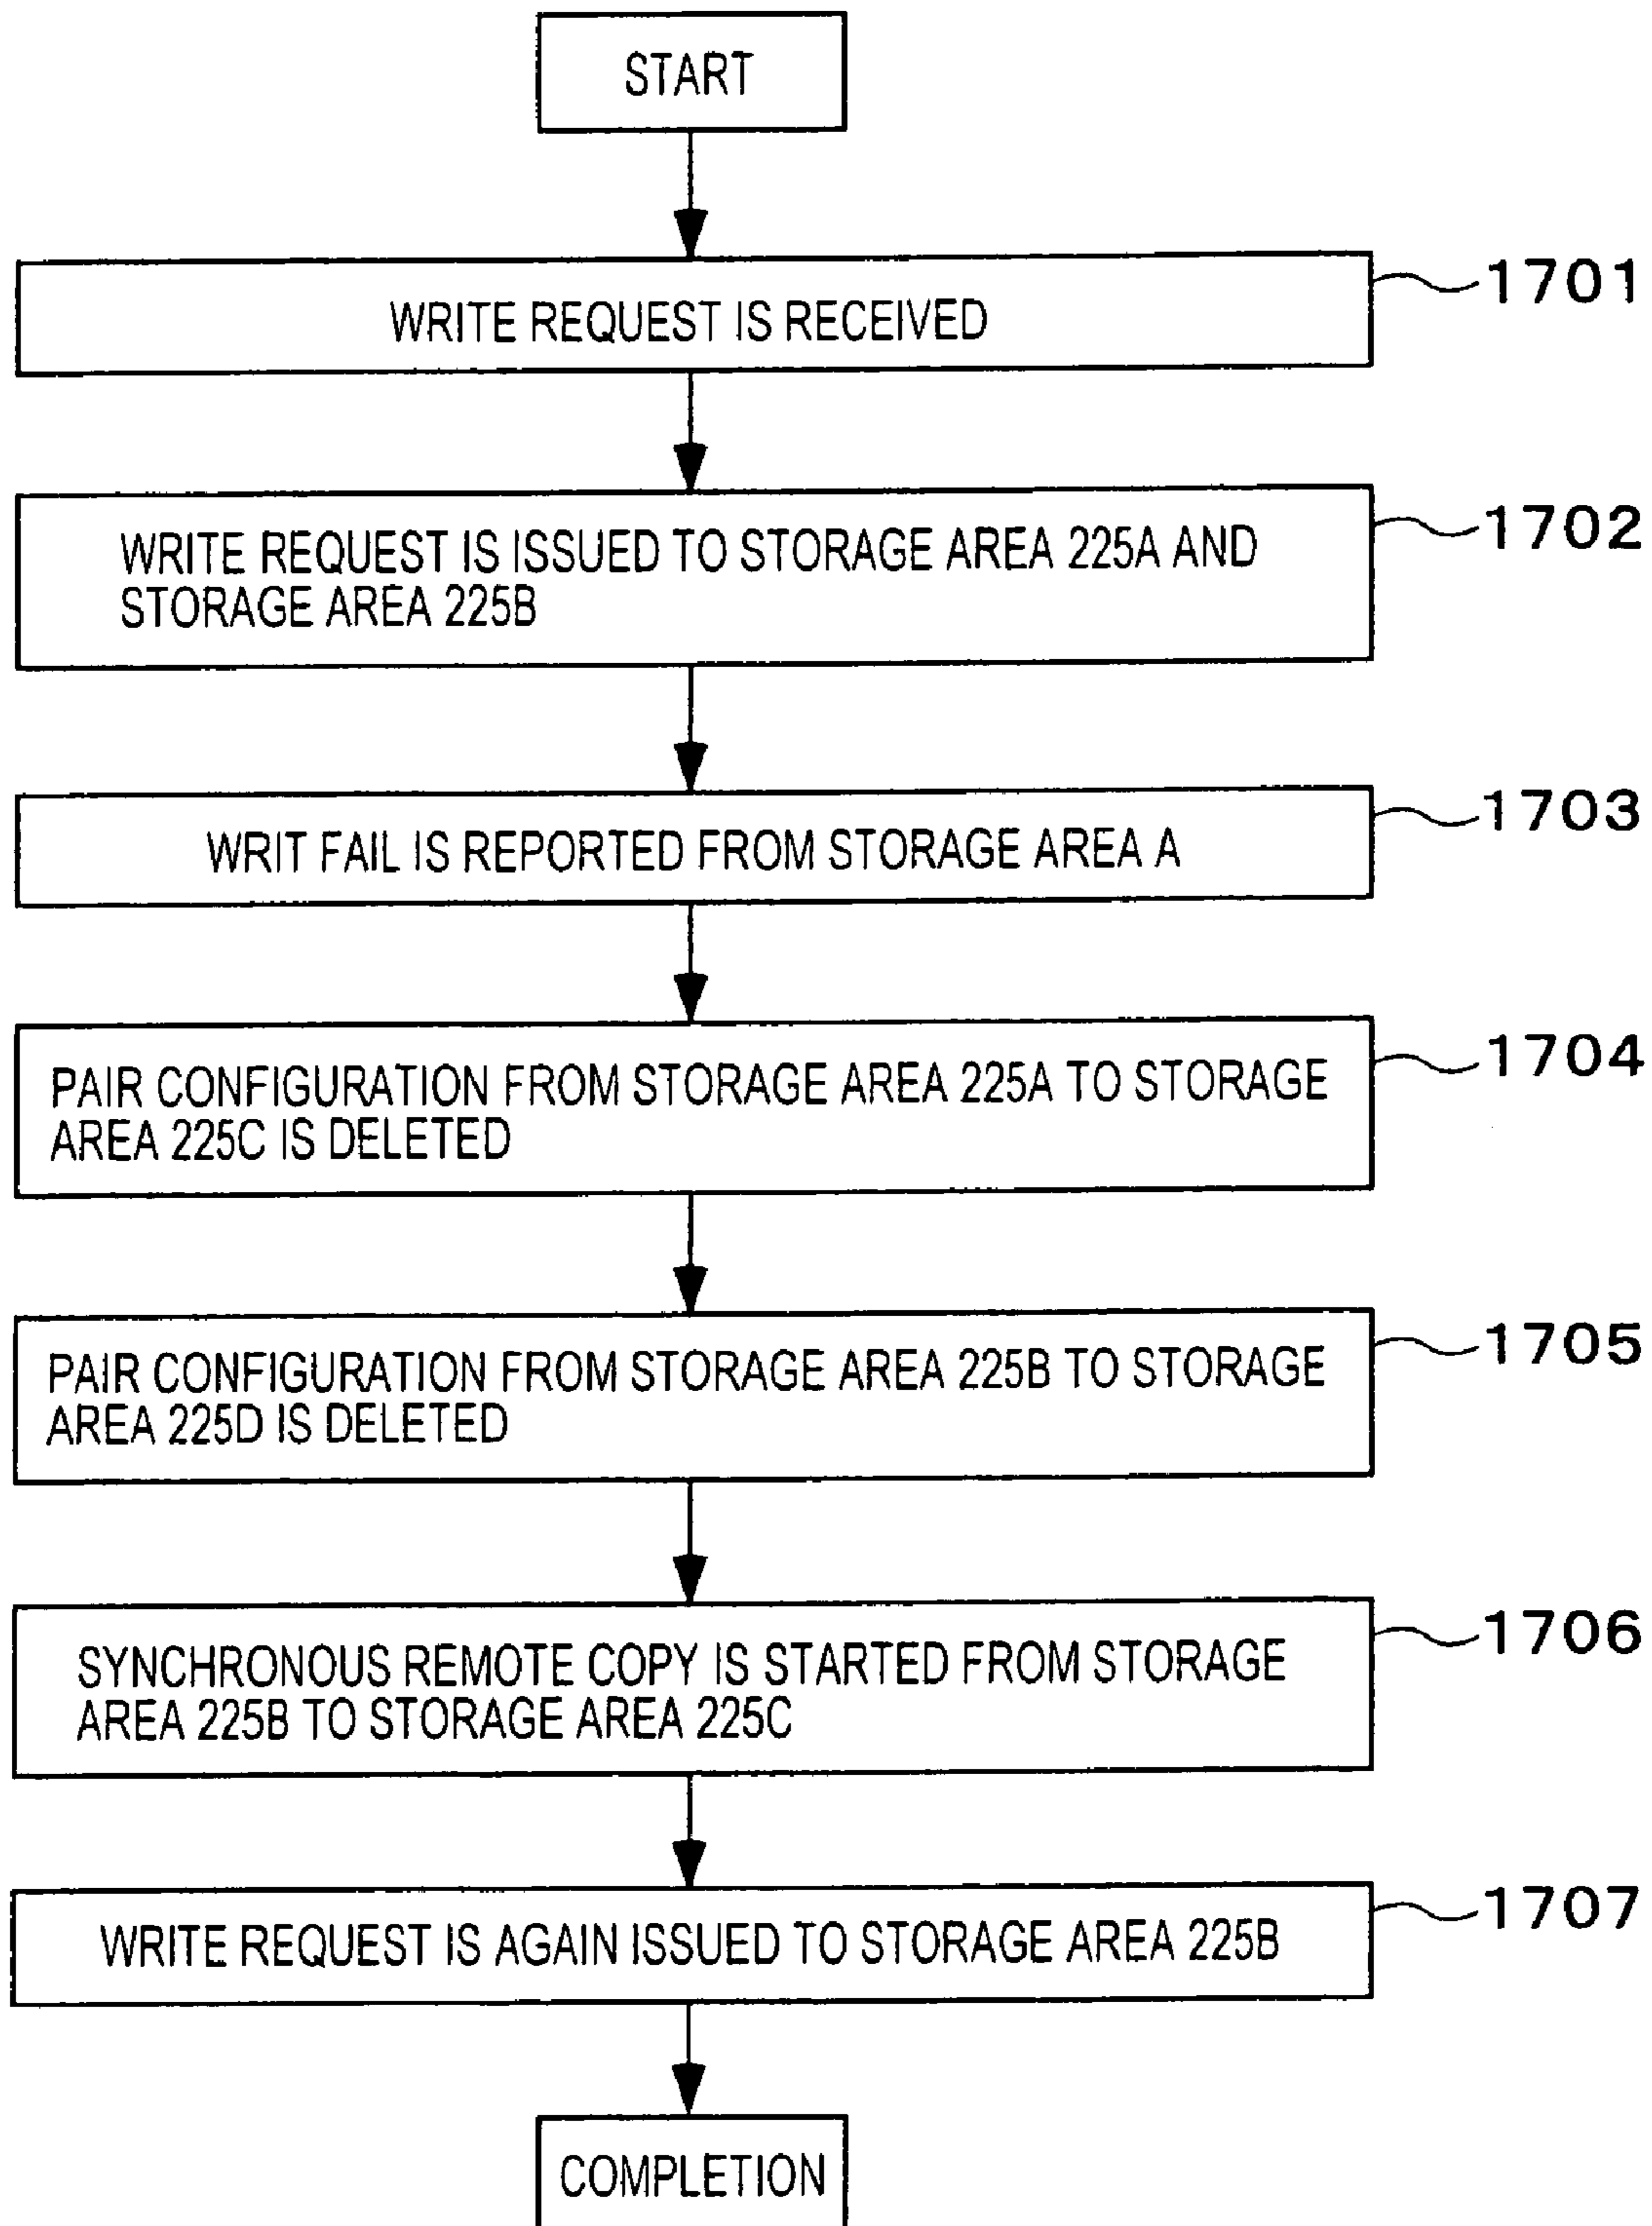 START
1701
WRITE REQUEST IS RECEIVED
1702
WRITE REQUEST IS ISSUED TO STORAGE AREA 225A AND
STORAGE AREA 225B
1703
WRIT FAIL IS REPORTED FROM STORAGE AREA A
1704
PAIR CONFIGURATION FROM STORAGE AREA 225A TO STORAGE
AREA 225C IS DELETED
1705
PAIR CONFIGURATION FROM STORAGE AREA 225B TO STORAGE
AREA 225D IS DELETED
1706
SYNCHRONOUS REMOTE COPY IS STARTED FROM STORAGE
AREA 225B TO STORAGE AREA 225C
1707
WRITE REQUEST IS AGAIN ISSUED TO STORAGE AREA 225B
COMPLETION